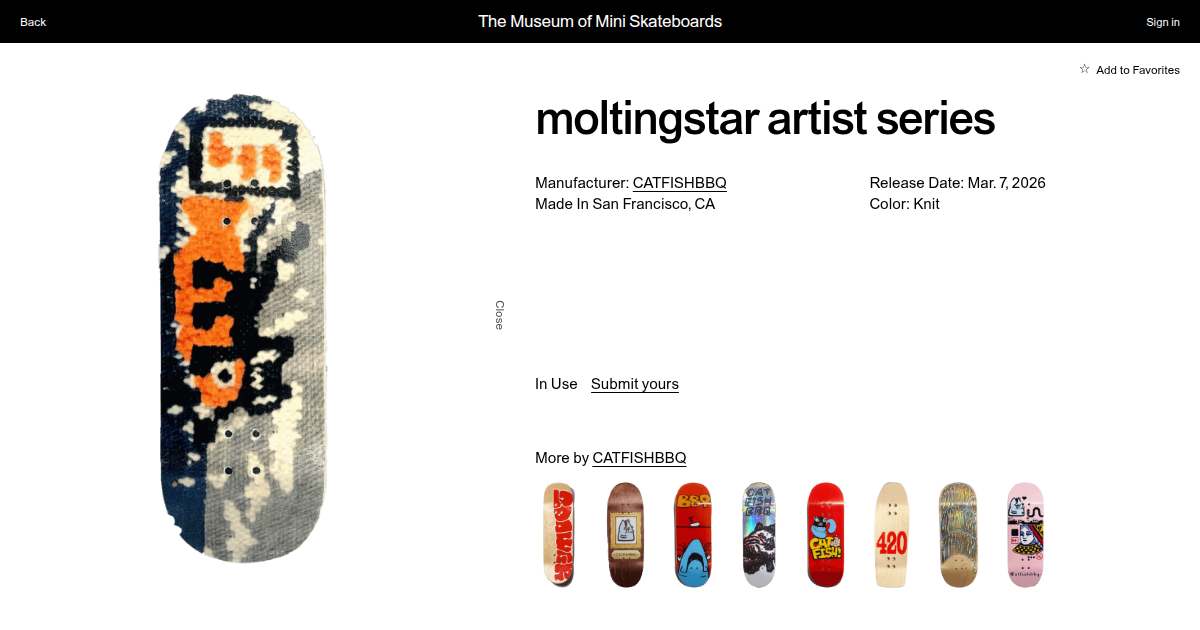 Back
The Museum of Mini Skateboards
Sign in
☆ Add to Favorites
moltingstar artist series
Manufacturer: CATFISHBBQ
Release Date: Mar. 7, 2026
Made In San Francisco, CA
Color: Knit
Close
In Use Submit yours
More by CATFISHBBQ
BBQ
CAT
FISH
BBQ
CAT
FISH!
420